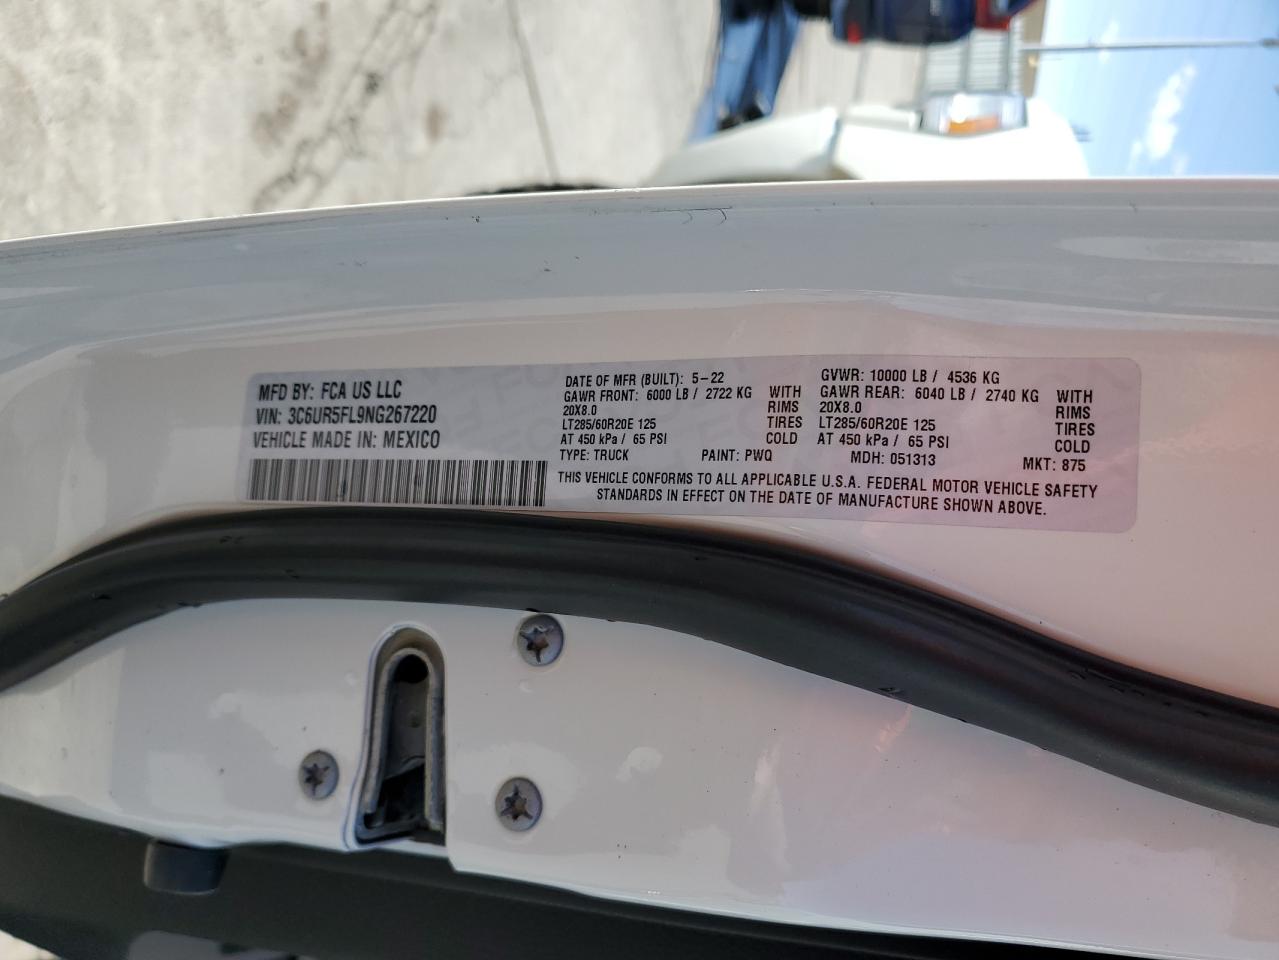 MFD BY: FCA US LLC
VIN: 3C6UR5FL9NG267220
VEHICLE MADE IN: MEXICO
DATE OF MFR (BUILT): 5-22
GAWR FRONT: 6000 LB / 2722 KG WITH
20X8.0 RIMS
LT285/60R20E 125 TIRES
AT 450 kPa / 65 PSI COLD
TYPE: TRUCK PAINT: PWQ
GVWR: 10000 LB / 4536 KG
GAWR REAR: 6040 LB / 2740 KG WITH
20X8.0 RIMS
LT285/60R20E 125 TIRES
AT 450 kPa / 65 PSI COLD
MDH: 051313 MKT: 875
THIS VEHICLE CONFORMS TO ALL APPLICABLE U.S.A. FEDERAL MOTOR VEHICLE SAFETY
STANDARDS IN EFFECT ON THE DATE OF MANUFACTURE SHOWN ABOVE.